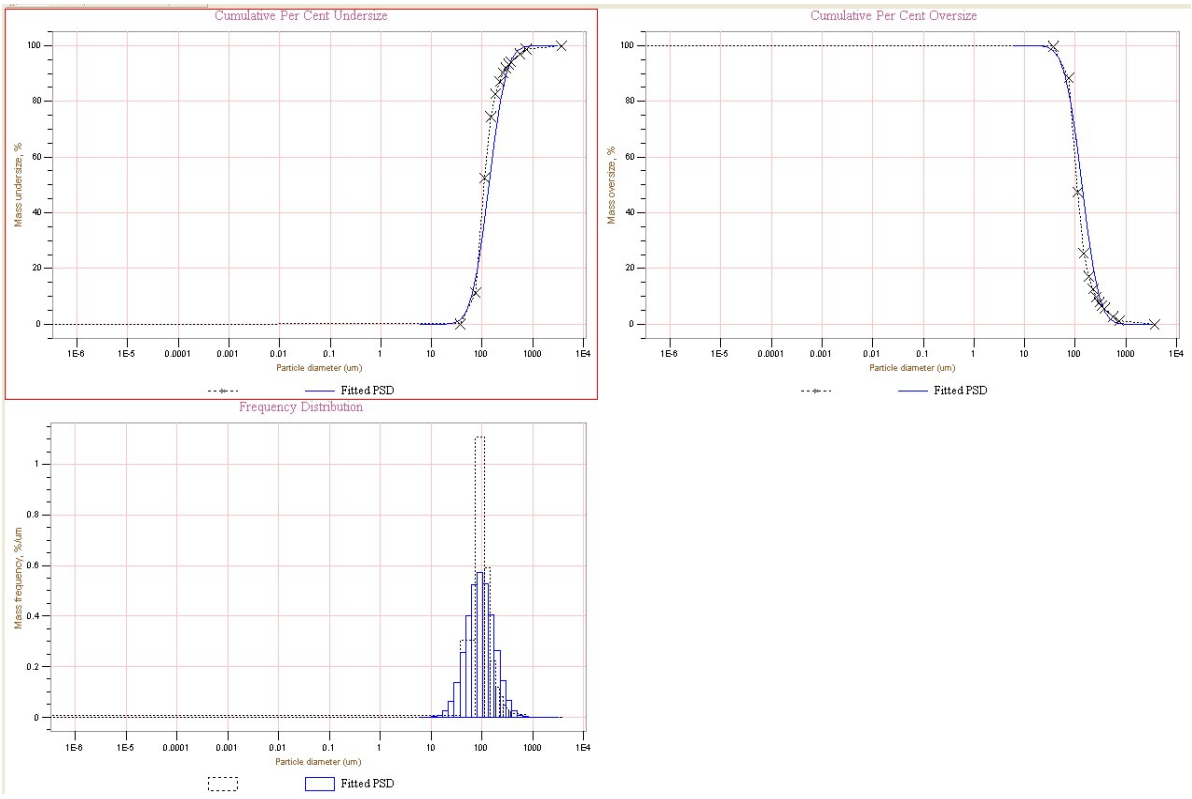 Cumulative Per Cent Undersize
Mass undersize, %
100
80
60
40
20
0
1E-6 1E-5 0.0001 0.001 0.01 0.1 1 10 100 1000 1E4
Particle diameter (um)
Fitted PSD
Cumulative Per Cent Oversize
Mass oversize, %
100
80
60
40
20
0
1E-6 1E-5 0.0001 0.001 0.01 0.1 1 10 100 1000 1E4
Particle diameter (um)
Fitted PSD
Frequency Distribution
Mass frequency, %/um
1
0.8
0.6
0.4
0.2
0
1E-6 1E-5 0.0001 0.001 0.01 0.1 1 10 100 1000 1E4
Particle diameter (um)
Fitted PSD